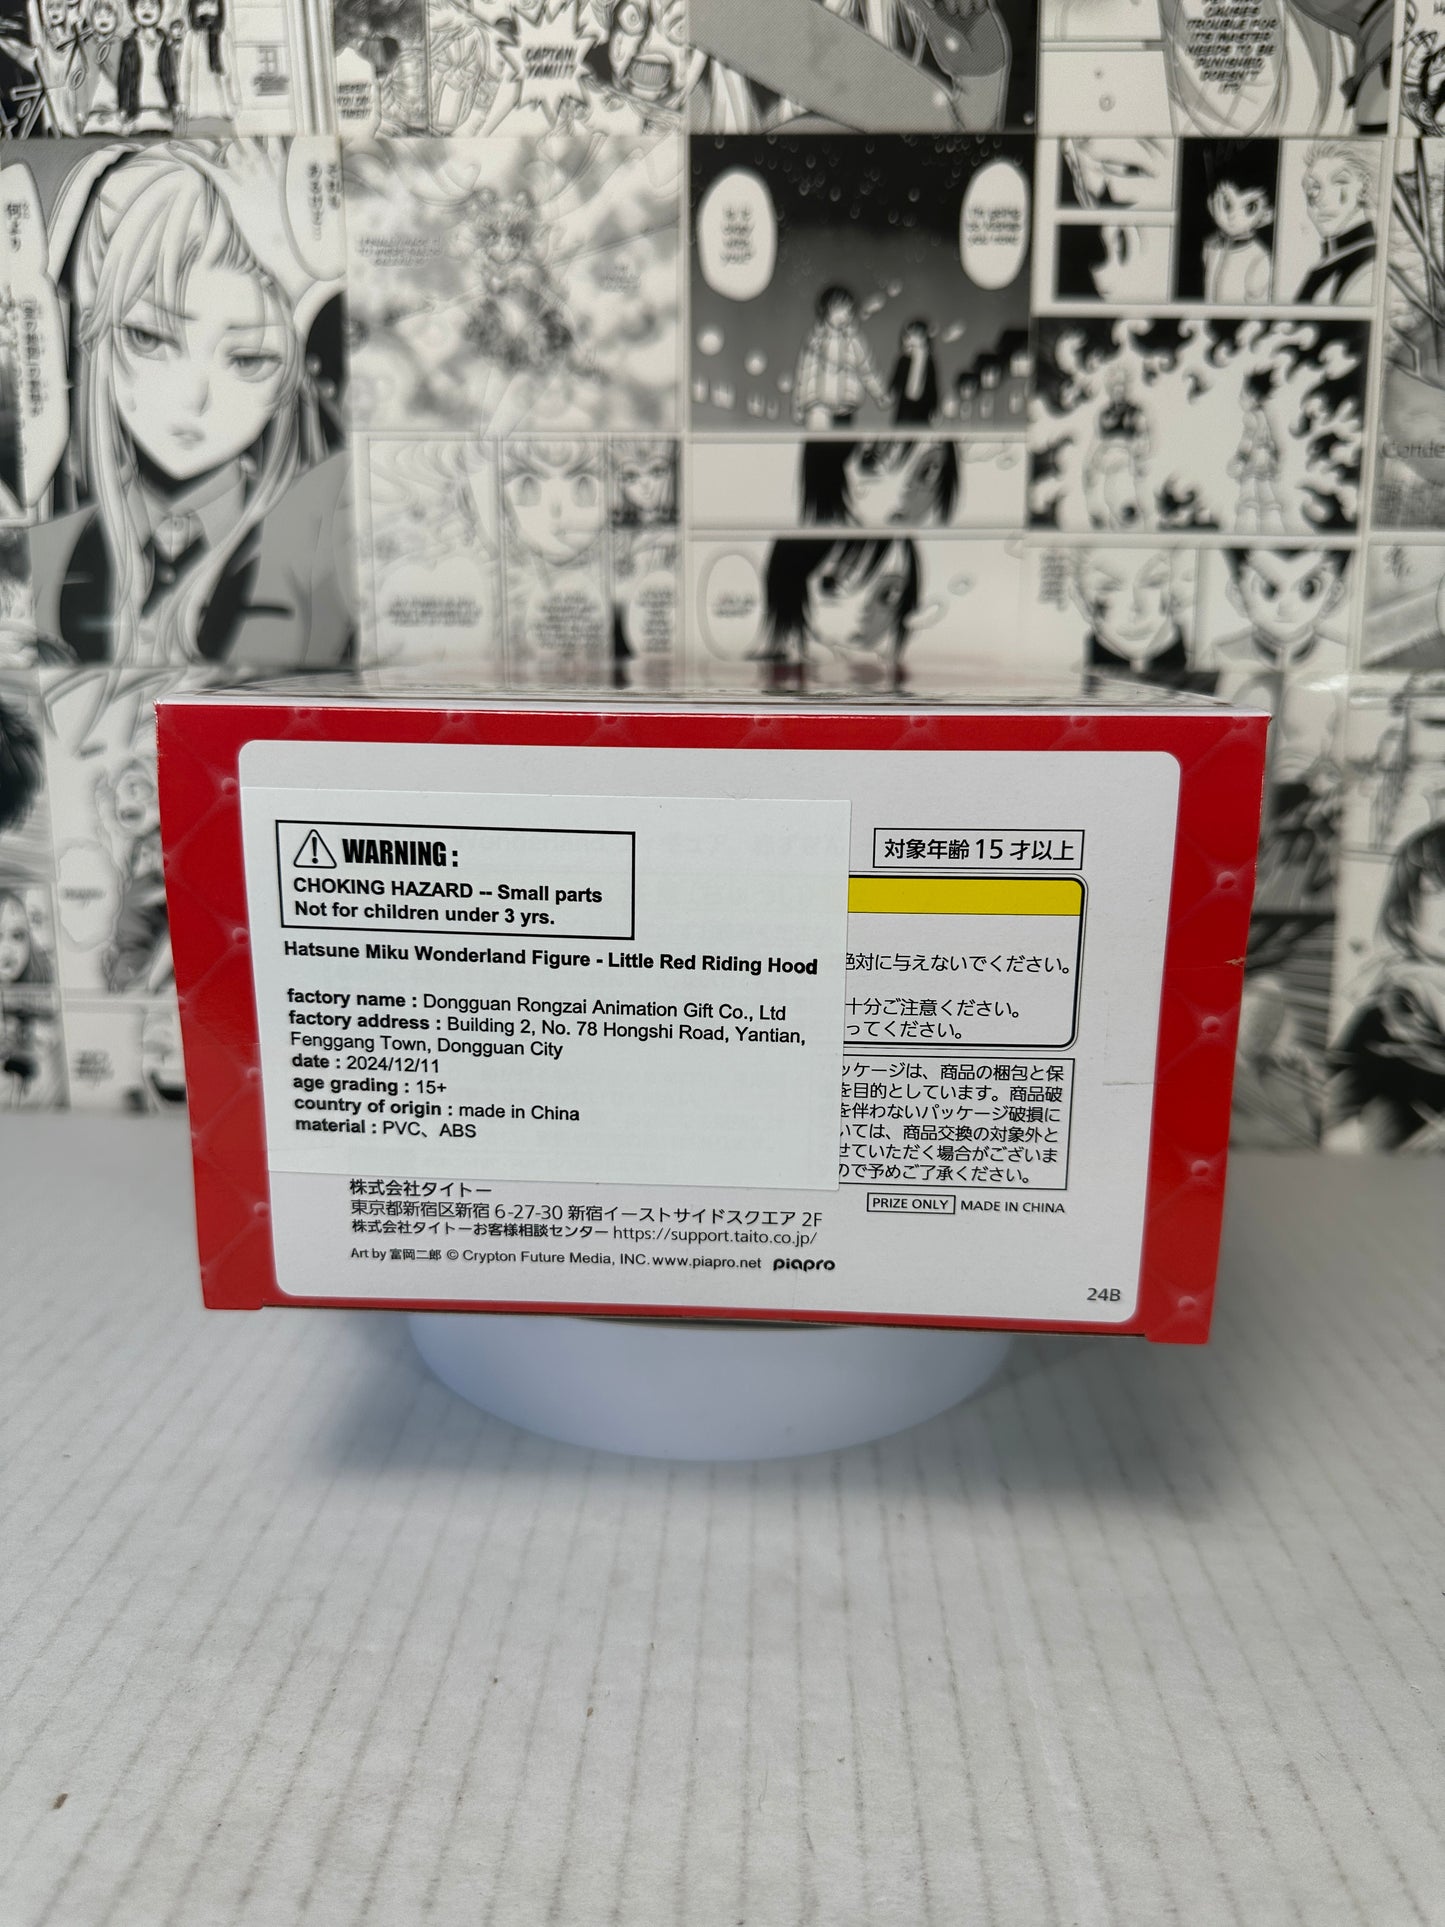 CAPTAIN
YAMI!!!
WARNING :
CHOKING HAZARD -- Small parts
Not for children under 3 yrs.
Hatsune Miku Wonderland Figure - Little Red Riding Hood
factory name : Dongguan Rongzai Animation Gift Co., Ltd
factory address : Building 2, No. 78 Hongshi Road, Yantian,
Fenggang Town, Dongguan City
date : 2024/12/11
age grading : 15+
country of origin : made in China
material : PVC、ABS
対象年齢 15 才以上
絶対に与えないでください。
十分ご注意ください。
ってください。
ッケージは、商品の梱包と保
を目的としています。商品破
を伴わないパッケージ破損に
いては、商品交換の対象外と
せていただく場合がございま
ので予めご了承ください。
株式会社タイトー
東京都新宿区新宿 6-27-30 新宿イーストサイドスクエア 2F
株式会社タイトーお客様相談センター https://support.taito.co.jp/
Art by 富岡二郎 © Crypton Future Media, INC. www.piapro.net piapro
PRIZE ONLY MADE IN CHINA
24B